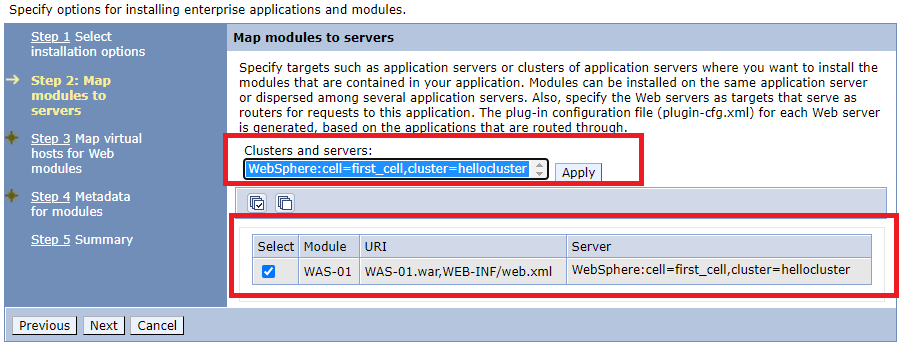 Specify options for installing enterprise applications and modules.
Step 1 Select
installation options
Step 2: Map
modules to
servers
Step 3 Map virtual
hosts for Web
modules
Step 4 Metadata
for modules
Step 5 Summary
Map modules to servers
Specify targets such as application servers or clusters of application servers where you want to install the
modules that are contained in your application. Modules can be installed on the same application server
or dispersed among several application servers. Also, specify the Web servers as targets that serve as
routers for requests to this application. The plug-in configuration file (plugin-cfg.xml) for each Web server
is generated, based on the applications that are routed through.
Clusters and servers:
WebSphere:cell=first_cell,cluster=hellocluster
Apply
Select Module URI Server
WAS-01 WAS-01.war,WEB-INF/web.xml WebSphere:cell=first_cell,cluster=hellocluster
Previous Next Cancel